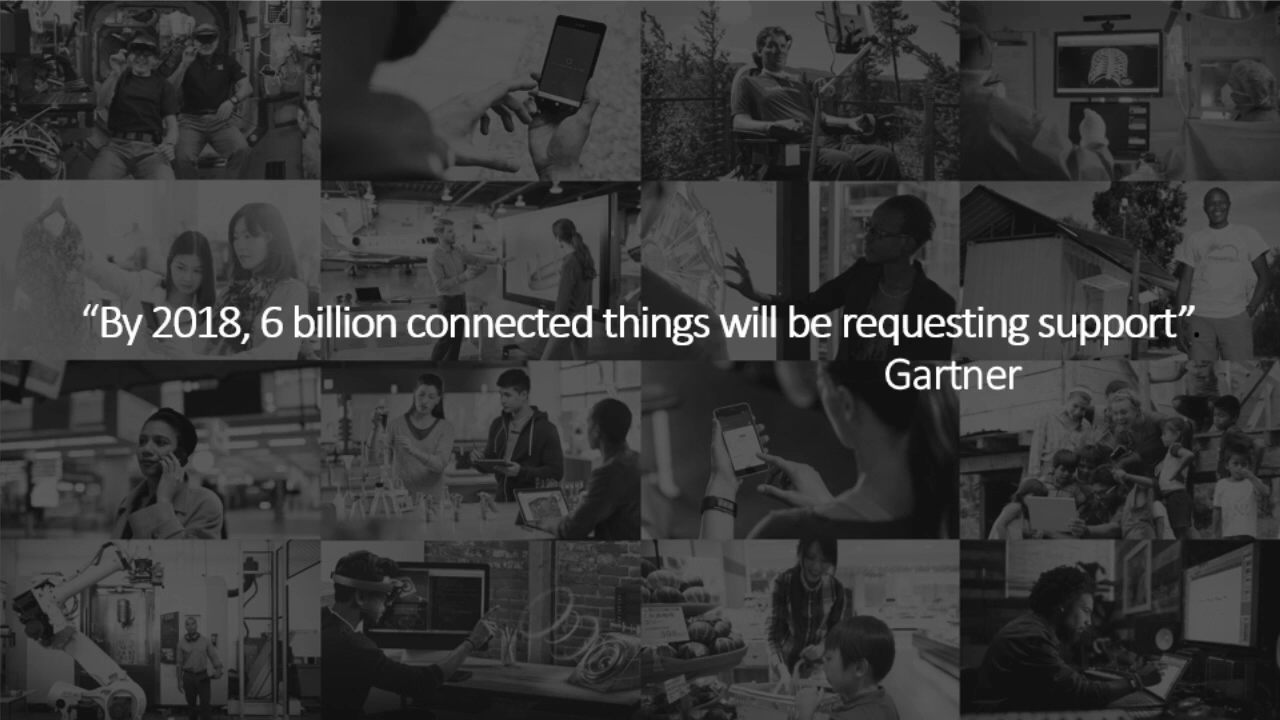 “By 2018, 6 billion connected things will be requesting support”.
Gartner